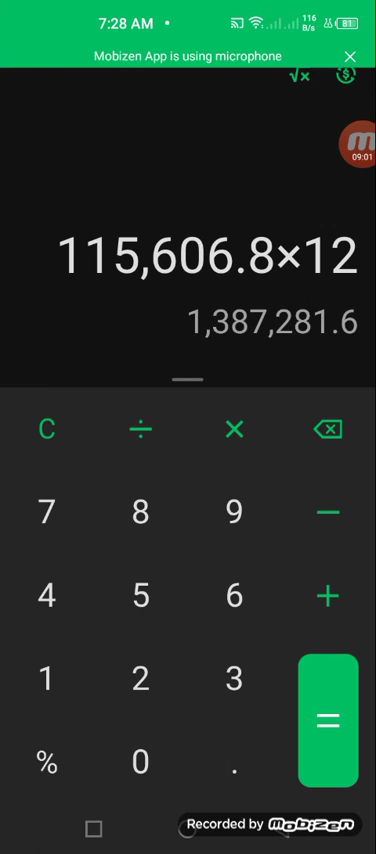 7:28 AM • 116 B/s 81
Mobizen App is using microphone ×
√x $
m
09:01
115,606.8×12
1,387,281.6
C ÷ ×
7 8 9 −
4 5 6 +
1 2 3
=
% 0 .
Recorded by mobizen